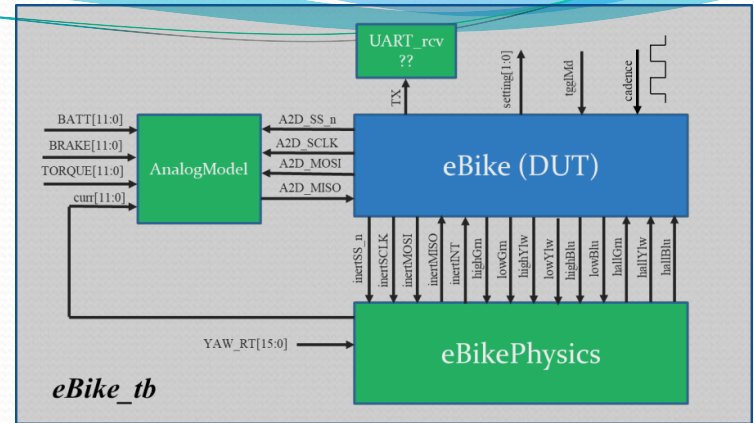 UART_rcv
??
TX
setting[1:0]
tgglMd
cadence
BATT[11:0]
BRAKE[11:0]
TORQUE[11:0]
curr[11:0]
AnalogModel
A2D_SS_n
A2D_SCLK
A2D_MOSI
A2D_MISO
eBike (DUT)
inertSS_n
inertSCLK
inertMOSI
inertMISO
inertINT
highGrn
lowGrn
highYlw
lowYlw
highBlu
lowBlu
hallGrn
hallYlw
hallBlu
YAW_RT[15:0]
eBikePhysics
eBike_tb